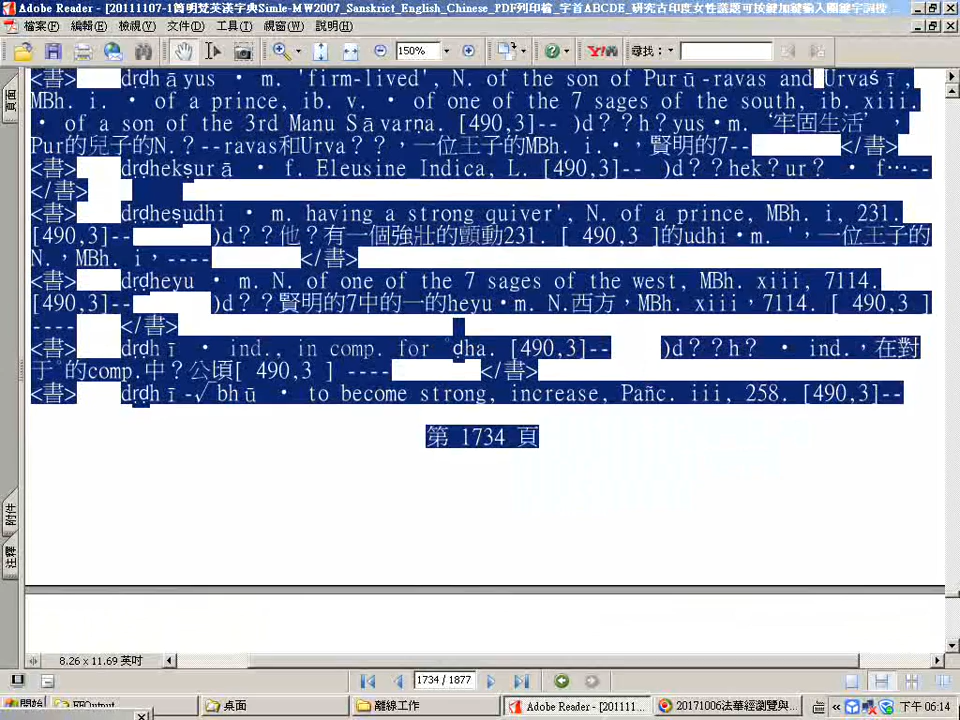 Adobe Reader - [20111107-1簡明梵英漢字典Simle-MW2007_Sanskrict_English_Chinese_PDF列印檔_字首ABCDE_研究古印度女性議題可按鍵加鍵輸入關鍵字詞搜
檔案(F) 編輯(E) 檢視(V) 文件(D) 工具(T) 視窗(W) 說明(H)
150% 尋找：
頁面
<書> dṛḍhāyus • m. 'firm-lived', N. of the son of Purū-ravas and Urvaśī,
MBh. i. • of a prince, ib. v. • of one of the 7 sages of the south, ib. xiii.
• of a son of the 3rd Manu Sāvarṇa. [490,3]-- )d？？h？yus•m. ‘牢固生活’，
Pur的兒子的N.？--ravas和Urva？？，一位王子的MBh. i.•，賢明的7-- </書>
<書> dṛḍhekṣurā • f. Eleusine Indica, L. [490,3]-- )d？？hek？ur？ • f…--
</書>
<書> dṛḍheṣudhi • m. having a strong quiver', N. of a prince, MBh. i, 231.
[490,3]-- )d？？他？有一個強壯的顫動231. [ 490,3 ]的udhi•m. '，一位王子的
N.，MBh. i，---- </書>
<書> dṛḍheyu • m. N. of one of the 7 sages of the west, MBh. xiii, 7114.
[490,3]-- )d？？賢明的7中的一的heyu•m. N.西方，MBh. xiii，7114. [ 490,3 ]
---- </書>
<書> dṛḍhī • ind., in comp. for °ḍha. [490,3]-- )d？？h？ • ind.，在對
于°的comp.中？公頃[ 490,3 ] ---- </書>
<書> dṛḍhī-√bhū • to become strong, increase, Pañc. iii, 258. [490,3]--
第 1734 頁
附件
注釋
8.26 x 11.69 英吋
1734 / 1877
開始 FFOutput 桌面 離線工作 Adobe Reader - [201111... 20171006法華經瀏覽與... 下午 06:14